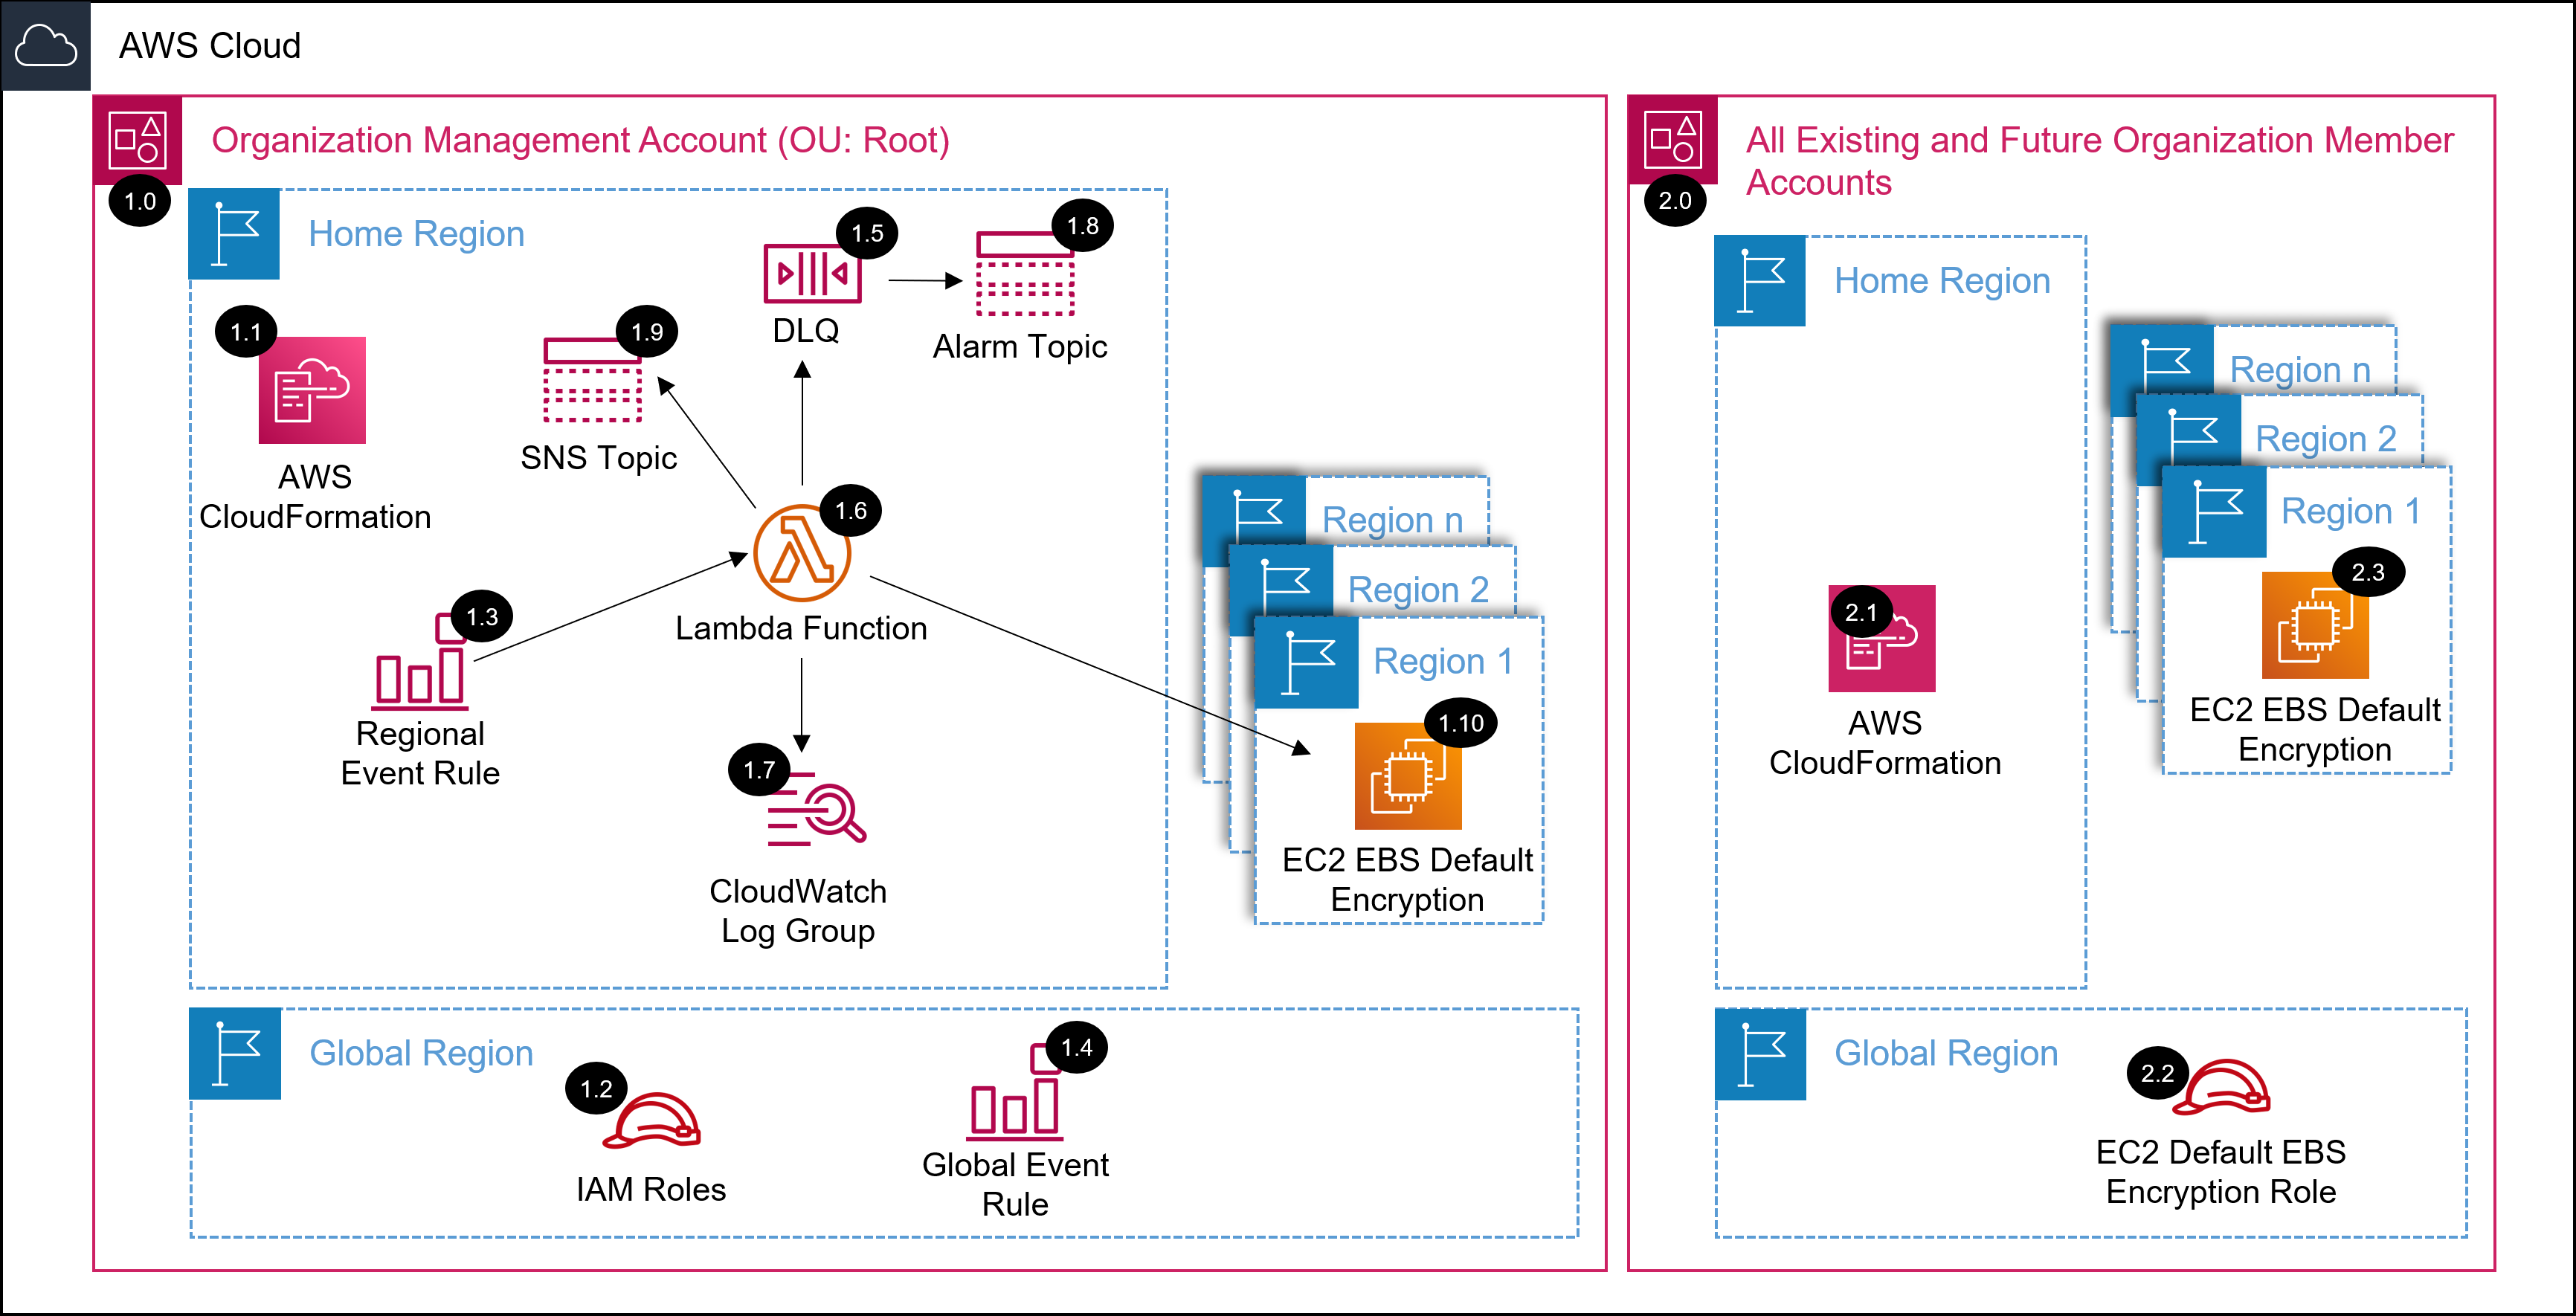 AWS Cloud
Organization Management Account (OU: Root)
1.0
Home Region
1.1
AWS
CloudFormation
1.9
SNS Topic
1.5
DLQ
1.8
Alarm Topic
1.6
Lambda Function
1.3
Regional
Event Rule
1.7
CloudWatch
Log Group
Region n
Region 2
Region 1
1.10
EC2 EBS Default
Encryption
Global Region
1.2
IAM Roles
1.4
Global Event
Rule
All Existing and Future Organization Member
Accounts
2.0
Home Region
2.1
AWS
CloudFormation
Region n
Region 2
Region 1
2.3
EC2 EBS Default
Encryption
Global Region
2.2
EC2 Default EBS
Encryption Role